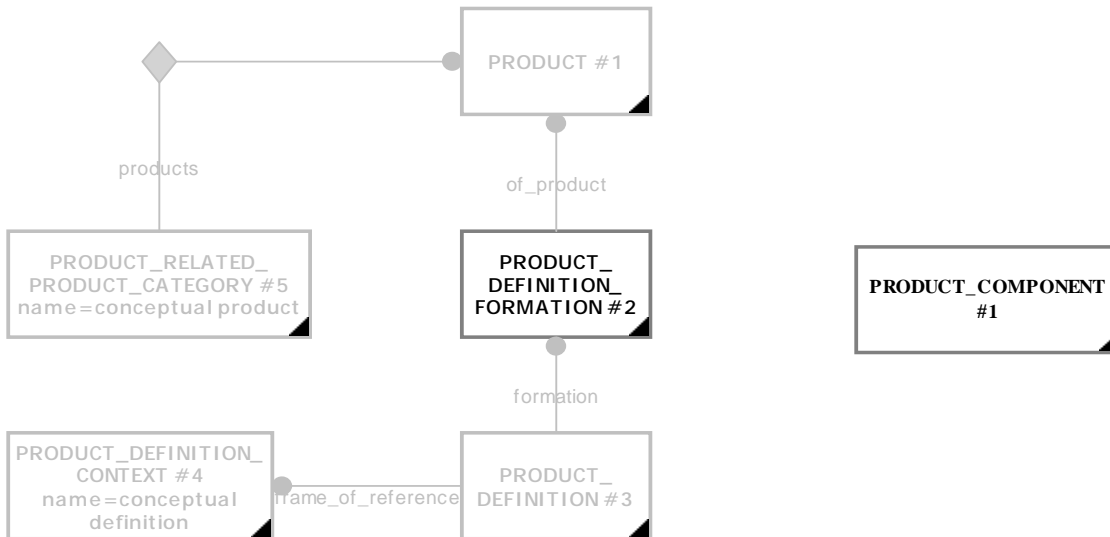 PRODUCT #1
products
of_product
PRODUCT_RELATED_
PRODUCT_CATEGORY #5
name=conceptual product
PRODUCT_
DEFINITION_
FORMATION #2
PRODUCT_COMPONENT
#1
formation
PRODUCT_DEFINITION_
CONTEXT #4
name=conceptual
definition
frame_of_reference
PRODUCT_
DEFINITION #3